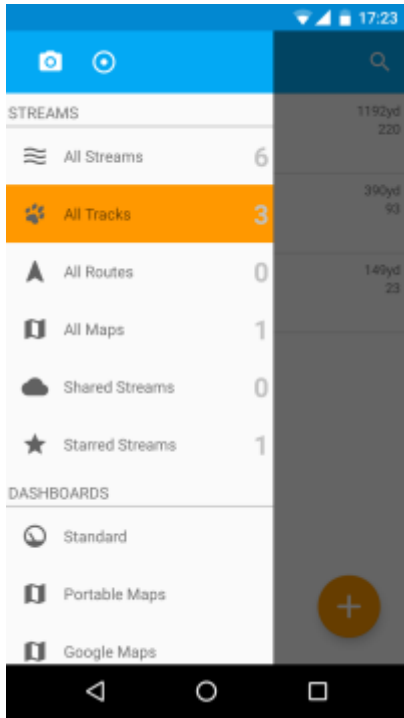 17:23
STREAMS
All Streams 6
All Tracks 3
All Routes 0
All Maps 1
Shared Streams 0
Starred Streams 1
DASHBOARDS
Standard
Portable Maps
Google Maps
1192yd
220
390yd
93
149yd
23